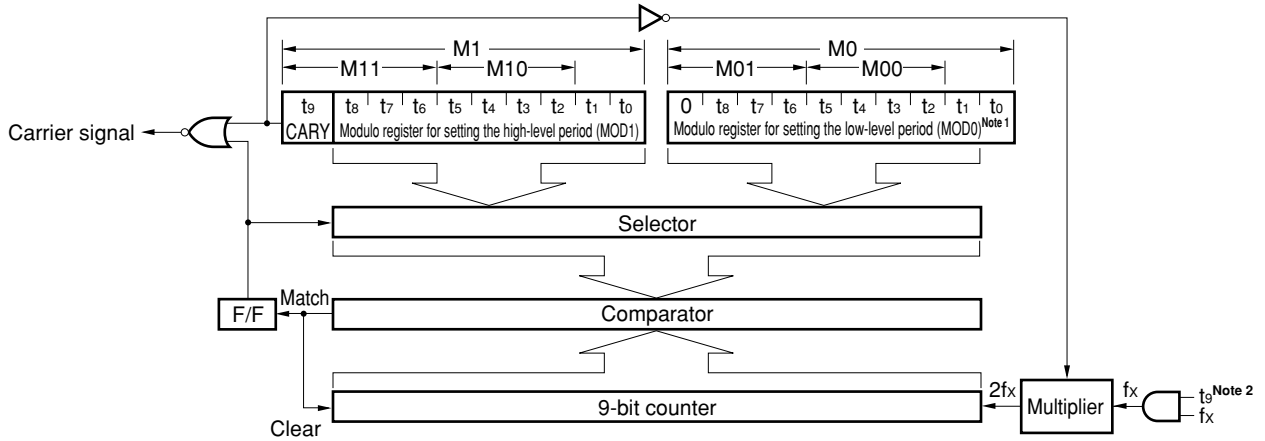 M1
M0
M11 M10
M01 M00
t9 t8 t7 t6 t5 t4 t3 t2 t1 t0
0 t8 t7 t6 t5 t4 t3 t2 t1 t0
CARY
Modulo register for setting the high-level period (MOD1)
Modulo register for setting the low-level period (MOD0)Note 1
Carrier signal
Selector
F/F
Match
Comparator
Clear
9-bit counter
2fx
Multiplier
fx
t9Note 2
fx